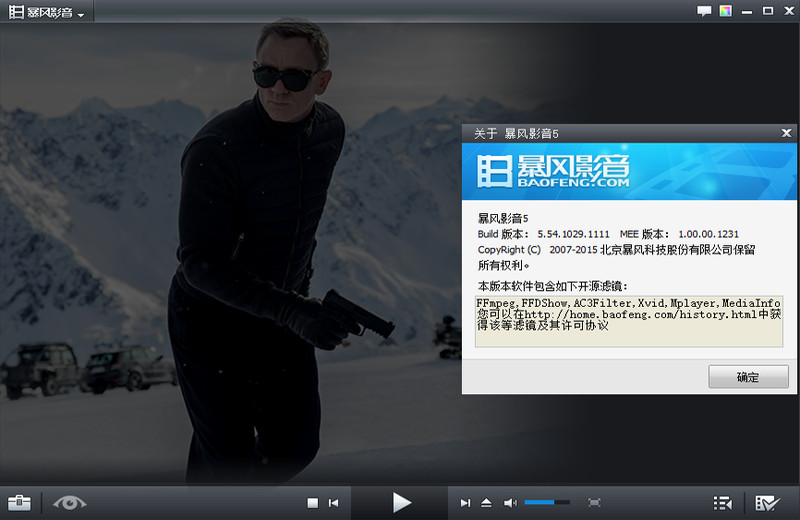 暴风影音
关于 暴风影音5
暴风影音
BAOFENG.COM
暴风影音5
Build 版本： 5.54.1029.1111 MEE 版本： 1.00.00.1231
CopyRight (C) 2007-2015 北京暴风科技股份有限公司保留
所有权利。
本版本软件包含如下开源滤镜：
FFmpeg,FFDShow,AC3Filter,Xvid,Mplayer,MediaInfo
您可以在http://home.baofeng.com/history.html中获
得该等滤镜及其许可协议
确定